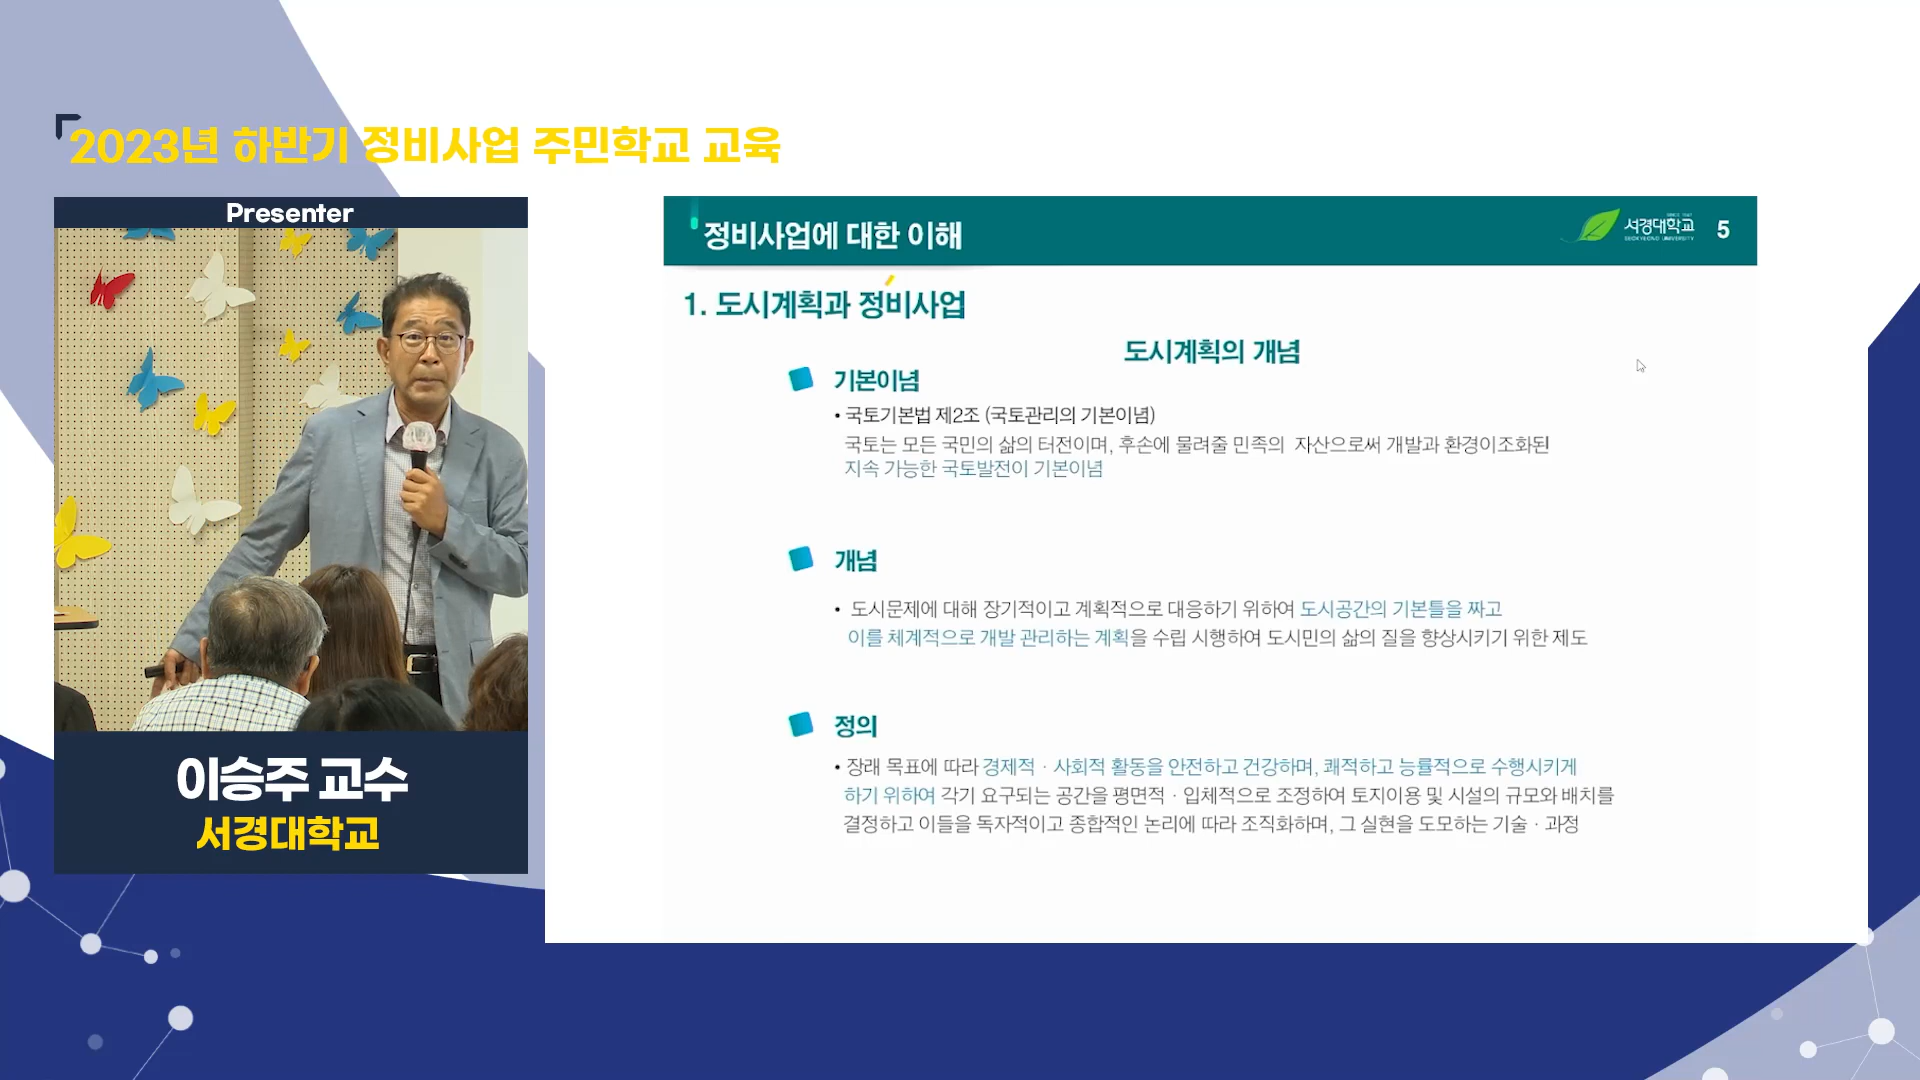 2023년 하반기 정비사업 주민학교 교육
Presenter
이승주 교수
서경대학교
정비사업에 대한 이해
서경대학교
SEOKYEONG UNIVERSITY
5
1. 도시계획과 정비사업
도시계획의 개념
기본이념
• 국토기본법 제2조 (국토관리의 기본이념)
국토는 모든 국민의 삶의 터전이며, 후손에 물려줄 민족의 자산으로써 개발과 환경이조화된
지속 가능한 국토발전이 기본이념
개념
• 도시문제에 대해 장기적이고 계획적으로 대응하기 위하여 도시공간의 기본틀을 짜고
이를 체계적으로 개발 관리하는 계획을 수립 시행하여 도시민의 삶의 질을 향상시키기 위한 제도
정의
• 장래 목표에 따라 경제적 · 사회적 활동을 안전하고 건강하며, 쾌적하고 능률적으로 수행시키게
하기 위하여 각기 요구되는 공간을 평면적 · 입체적으로 조정하여 토지이용 및 시설의 규모와 배치를
결정하고 이들을 독자적이고 종합적인 논리에 따라 조직화하며, 그 실현을 도모하는 기술 · 과정